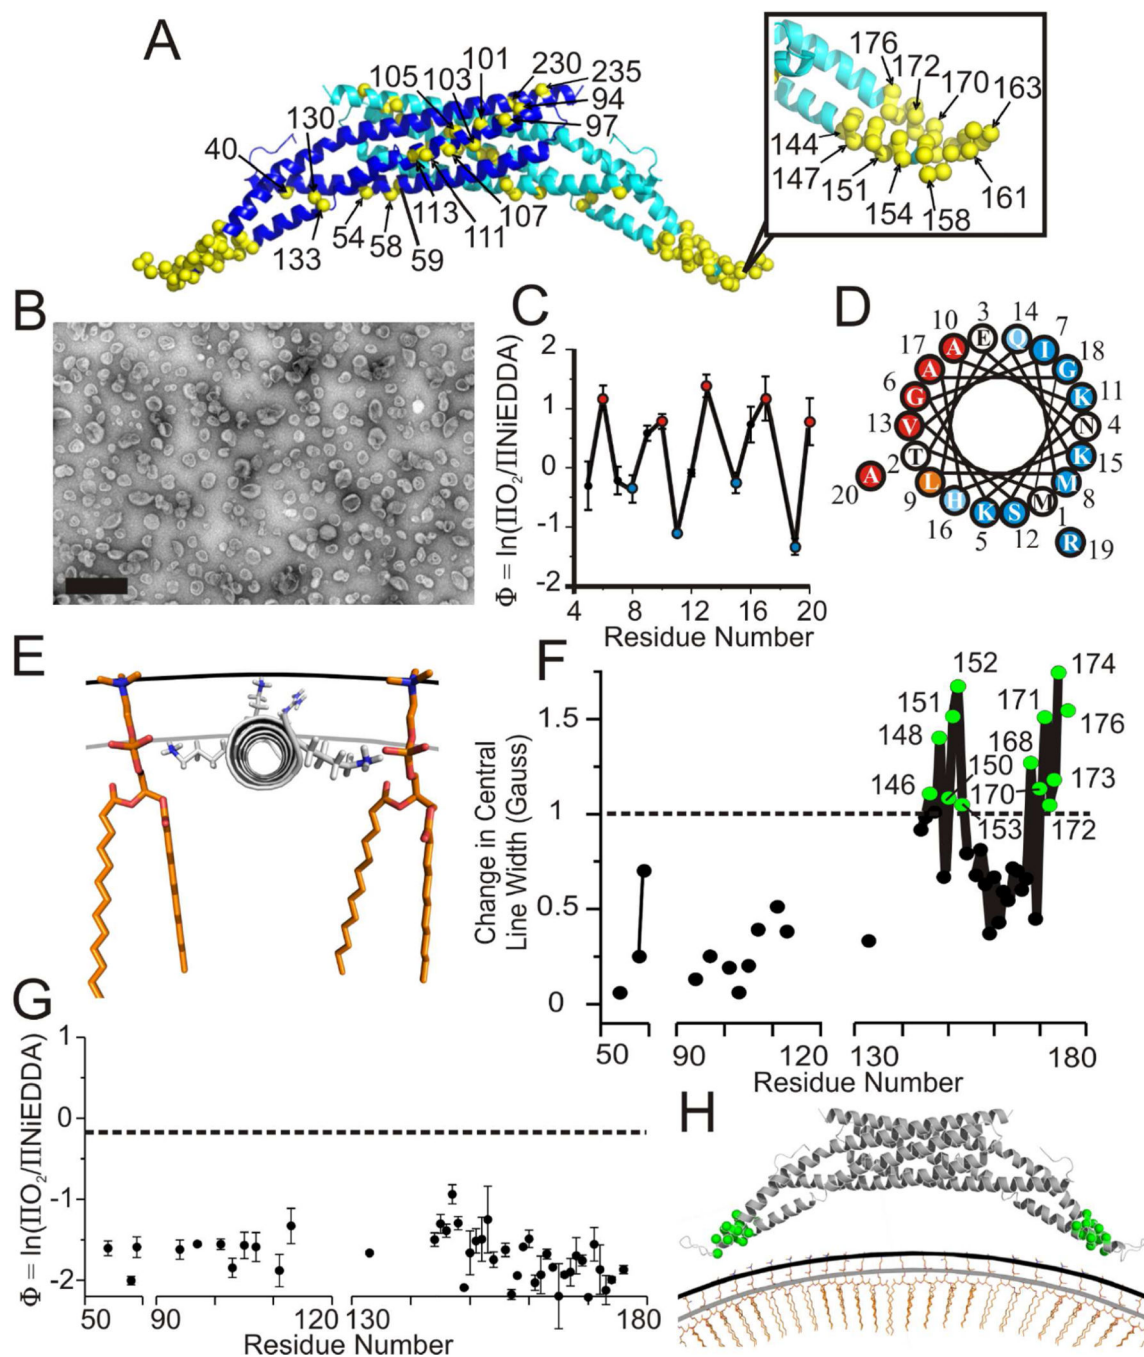 A
101
230
103
235
105
94
97
130
40
133
54
58
59
113
111
107
176
172
170
163
144
147
151
154
158
161
B
C
Φ = ln(ΠO₂/ΠNiEDDA)
2
1
0
-1
-2
4
8
12
16
20
Residue Number
D
10
3
14
7
17
18
6
11
13
4
2
15
20
9
8
16
5
12
1
19
A
E
Q
I
A
G
G
K
V
N
T
K
A
L
M
H
K
S
M
R
E
F
Change in Central
Line Width (Gauss)
1.5
1
0.5
0
152
174
151
171
176
148
168
150
146
170
173
153
172
50
90
120
130
180
Residue Number
G
Φ = ln(ΠO₂/ΠNiEDDA)
1
0
-1
-2
50
90
120
130
180
Residue Number
H